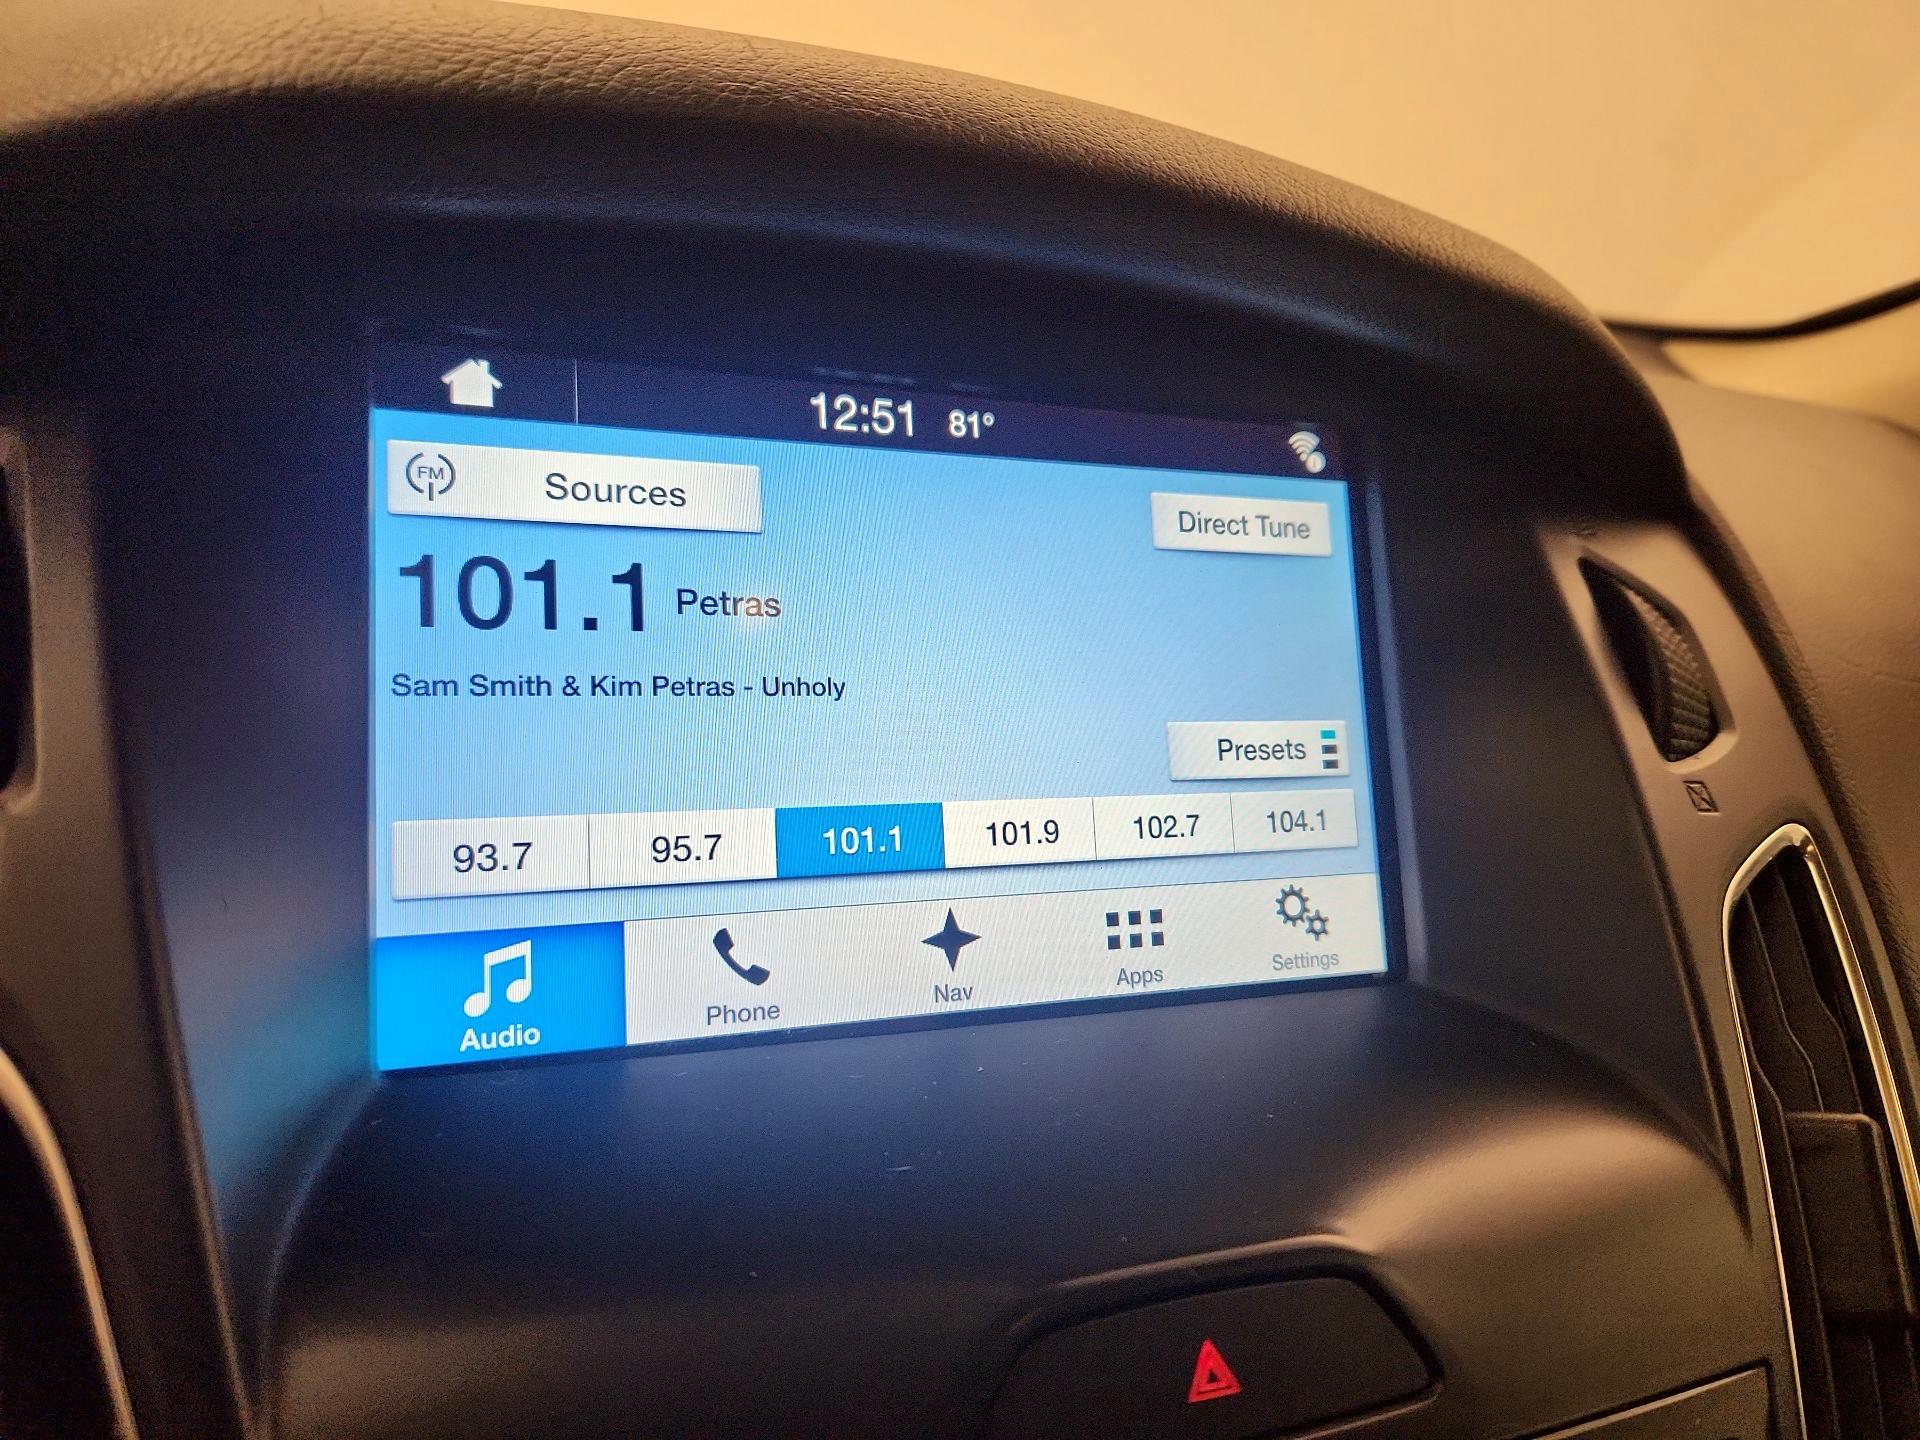 12:51 81°
FM Sources
Direct Tune
101.1 Petras
Sam Smith & Kim Petras - Unholy
Presets
93.7 95.7 101.1 101.9 102.7 104.1
Audio Phone Nav Apps Settings